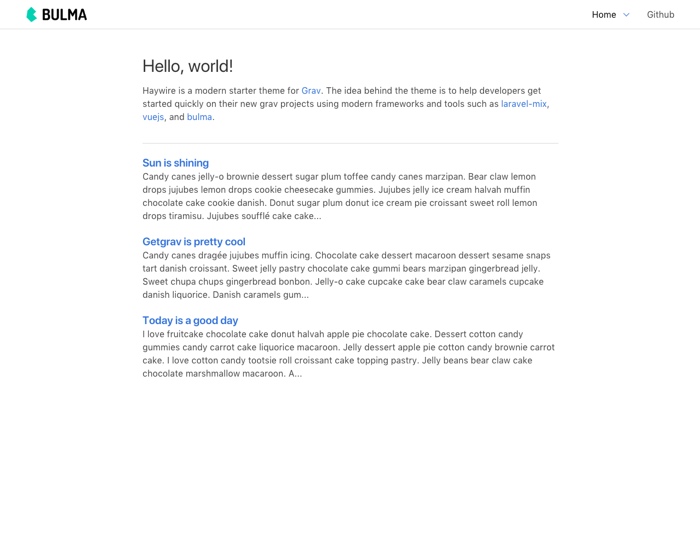 BULMA
Home
Github
Hello, world!
Haywire is a modern starter theme for Grav. The idea behind the theme is to help developers get
started quickly on their new grav projects using modern frameworks and tools such as laravel-mix,
vuejs, and bulma.
Sun is shining
Candy canes jelly-o brownie dessert sugar plum toffee candy canes marzipan. Bear claw lemon
drops jujubes lemon drops cookie cheesecake gummies. Jujubes jelly ice cream halvah muffin
chocolate cake cookie danish. Donut sugar plum donut ice cream pie croissant sweet roll lemon
drops tiramisu. Jujubes soufflé cake cake...
Getgrav is pretty cool
Candy canes dragée jujubes muffin icing. Chocolate cake dessert macaroon dessert sesame snaps
tart danish croissant. Sweet jelly pastry chocolate cake gummi bears marzipan gingerbread jelly.
Sweet chupa chups gingerbread bonbon. Jelly-o cake cupcake cake bear claw caramels cupcake
danish liquorice. Danish caramels gum...
Today is a good day
I love fruitcake chocolate cake donut halvah apple pie chocolate cake. Dessert cotton candy
gummies candy carrot cake liquorice macaroon. Jelly dessert apple pie cotton candy brownie carrot
cake. I love cotton candy tootsie roll croissant cake topping pastry. Jelly beans bear claw cake
chocolate marshmallow macaroon. A...